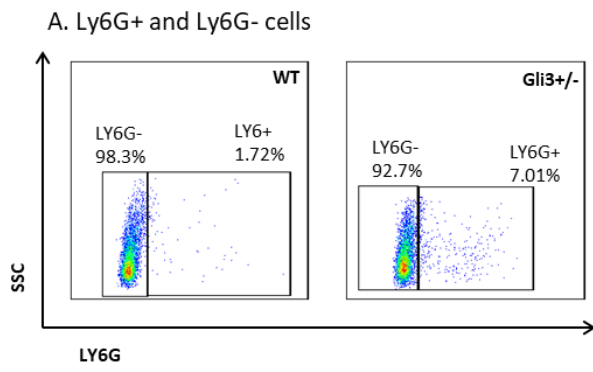 A. Ly6G+ and Ly6G- cells
WT
LY6G-
98.3%
LY6+
1.72%
Gli3+/-
LY6G-
92.7%
LY6G+
7.01%
SSC
LY6G